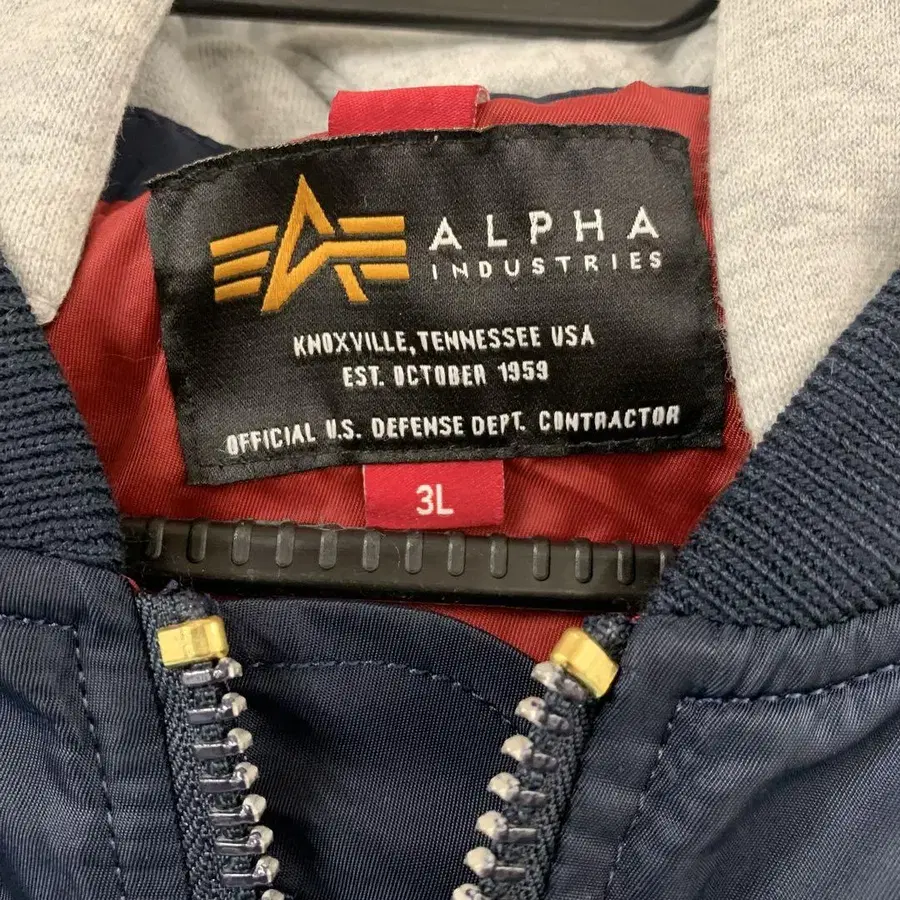 ALPHA
INDUSTRIES
KNOXVILLE, TENNESSEE USA
EST. OCTOBER 1959
OFFICIAL U.S. DEFENSE DEPT. CONTRACTOR
3L